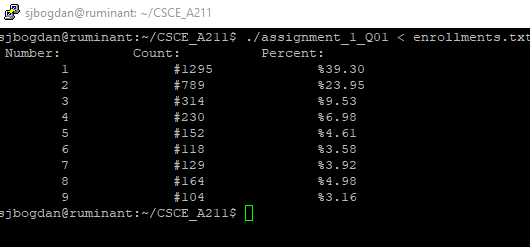 sjbogdan@ruminant: ~/CSCE_A211
sjbogdan@ruminant:~/CSCE_A211$ ./assignment_1_Q01 < enrollments.txt
Number: Count: Percent:
1 #1295 %39.30
2 #789 %23.95
3 #314 %9.53
4 #230 %6.98
5 #152 %4.61
6 #118 %3.58
7 #129 %3.92
8 #164 %4.98
9 #104 %3.16
sjbogdan@ruminant:~/CSCE_A211$